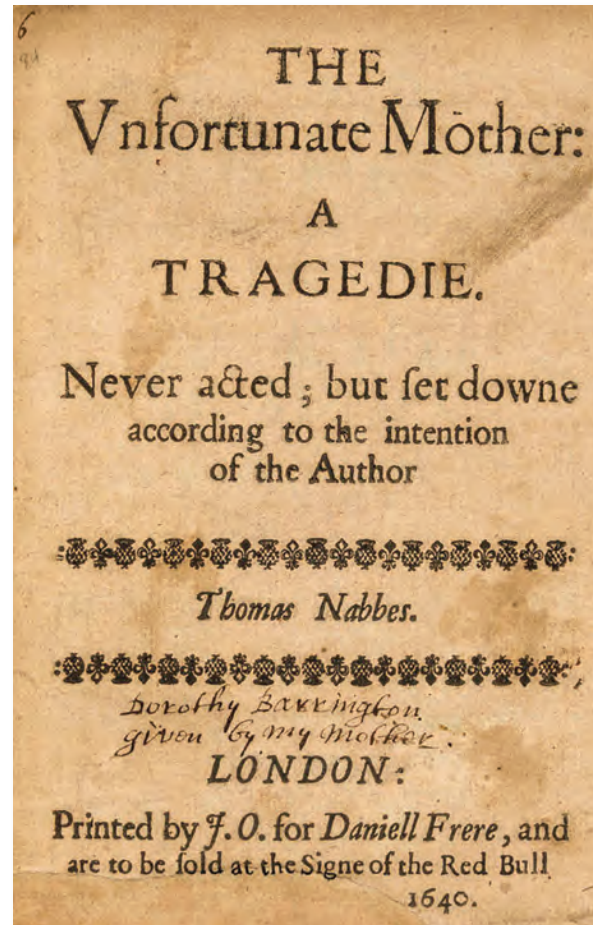 6
94
THE
Vnfortunate Mother:
A
TRAGEDIE.
Never acted; but ſet downe
according to the intention
of the Author
Thomas Nabbes.
Dorothy Barrington
given by my Mother.
LONDON:
Printed by J. O. for Daniell Frere, and
are to be ſold at the Signe of the Red Bull
1640.